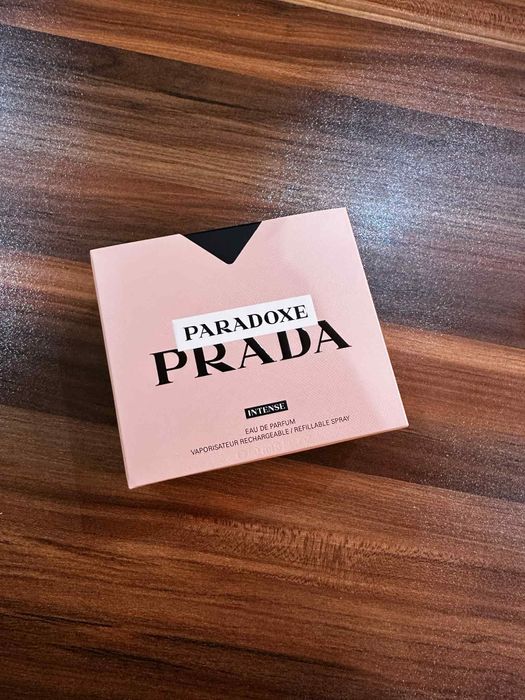 PARADOXE
PRADA
INTENSE
EAU DE PARFUM
VAPORISATEUR RECHARGEABLE / REFILLABLE SPRAY